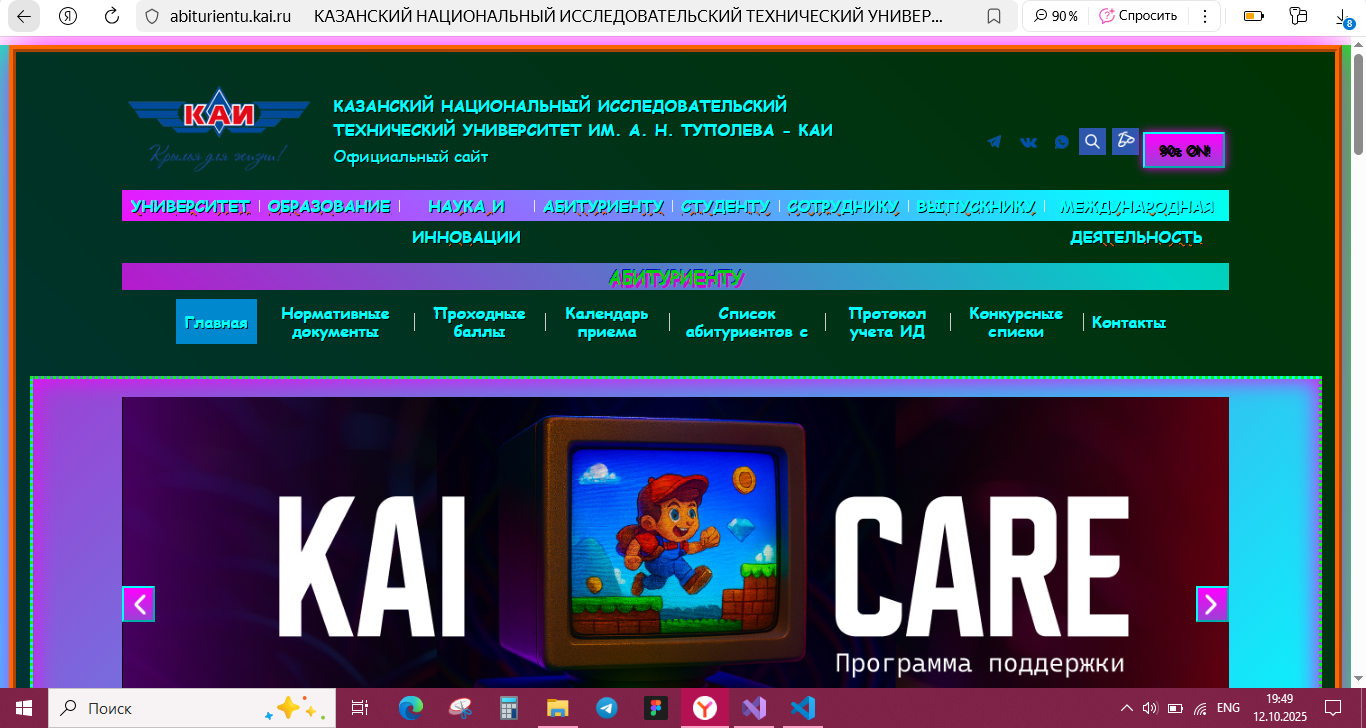 abiturientu.kai.ru КАЗАНСКИЙ НАЦИОНАЛЬНЫЙ ИССЛЕДОВАТЕЛЬСКИЙ ТЕХНИЧЕСКИЙ УНИВЕР... 90 % Спросить
8
КАИ
Крылья для жизни!
КАЗАНСКИЙ НАЦИОНАЛЬНЫЙ ИССЛЕДОВАТЕЛЬСКИЙ
ТЕХНИЧЕСКИЙ УНИВЕРСИТЕТ ИМ. А. Н. ТУПОЛЕВА - КАИ
Официальный сайт
90s ON!
УНИВЕРСИТЕТ ОБРАЗОВАНИЕ НАУКА И АБИТУРИЕНТУ СТУДЕНТУ СОТРУДНИКУ ВЫПУСКНИКУ МЕЖДУНАРОДНАЯ
ИННОВАЦИИ ДЕЯТЕЛЬНОСТЬ
АБИТУРИЕНТУ
Главная
Нормативные
документы
Проходные
баллы
Календарь
приема
Список
абитуриентов с
Протокол
учета ИД
Конкурсные
списки
Контакты
KAI CARE
Программа поддержки
Поиск
ENG
19:49
12.10.2025